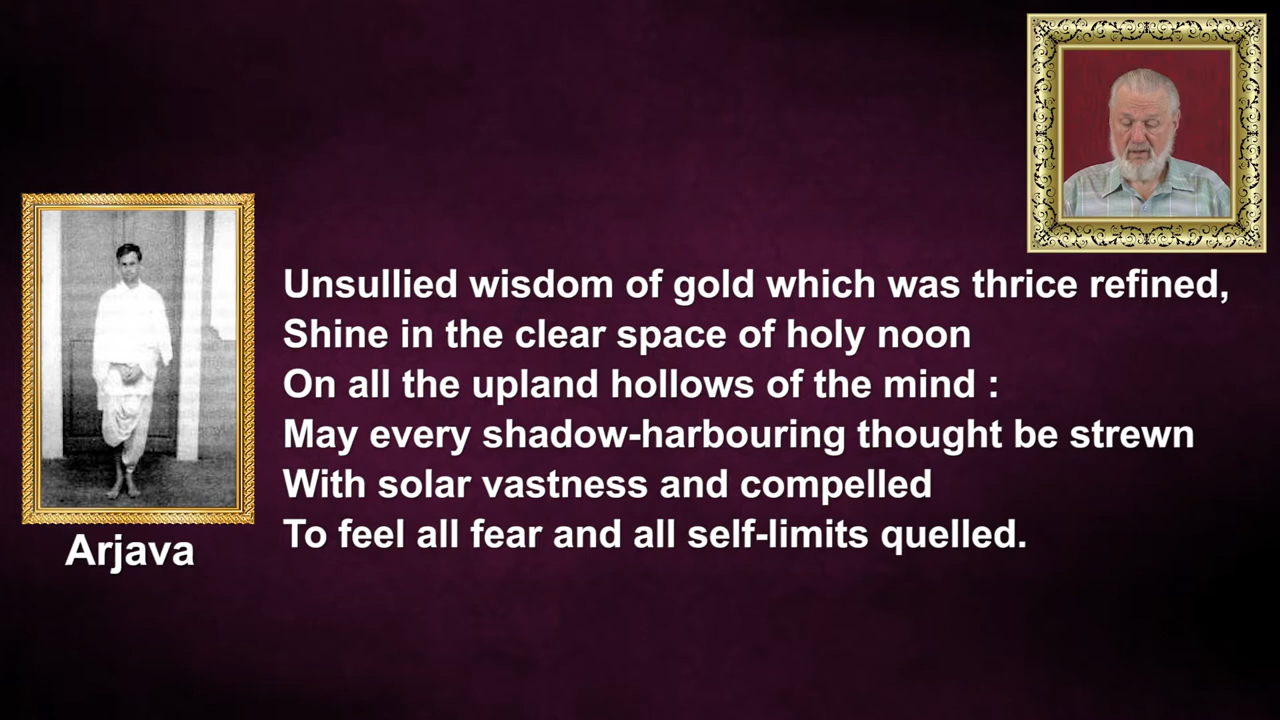 Unsullied wisdom of gold which was thrice refined,
Shine in the clear space of holy noon
On all the upland hollows of the mind :
May every shadow-harbouring thought be strewn
With solar vastness and compelled
To feel all fear and all self-limits quelled.
Arjava